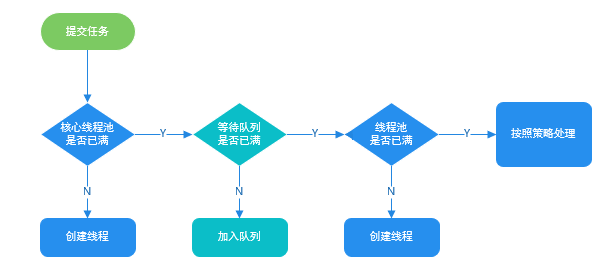 提交任务
核心线程池
是否已满
Y
等待队列
是否已满
Y
线程池
是否已满
Y
按照策略处理
N
N
N
创建线程
加入队列
创建线程